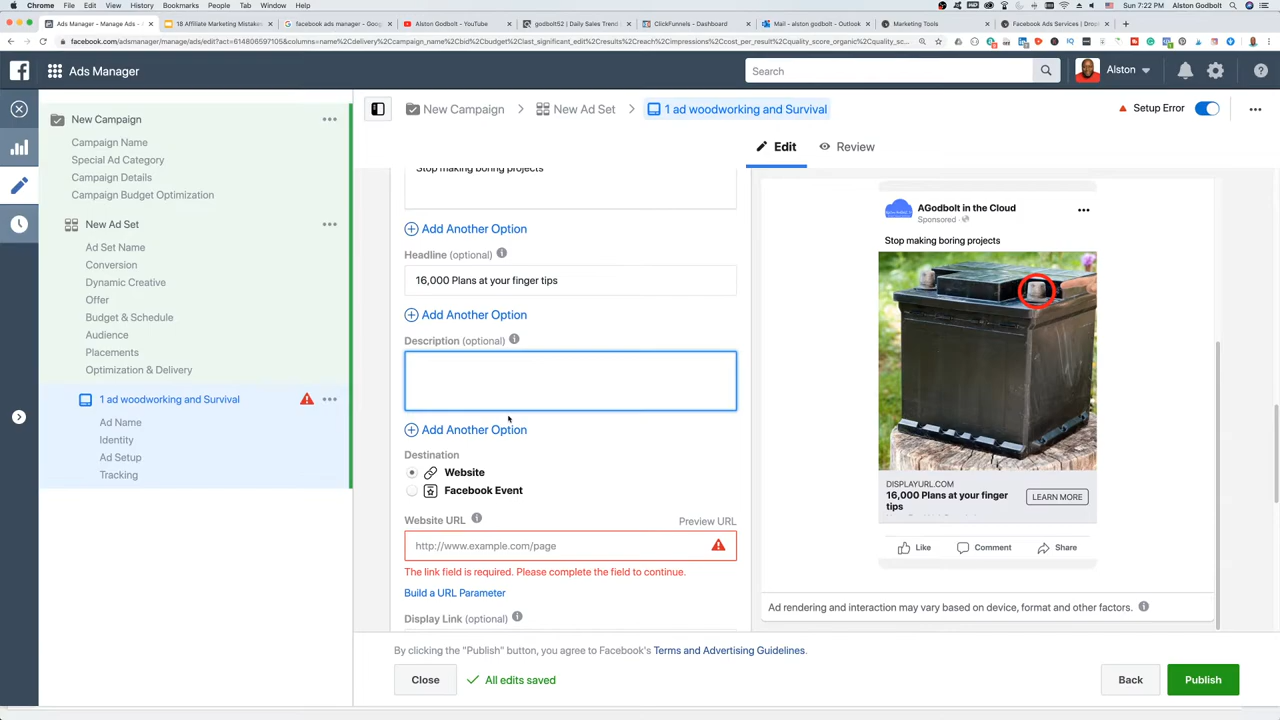 Chrome File Edit View History Bookmarks People Tab Window Help
Sun 7:22 PM Alston Godbolt
Ads Manager - Manage Ads - A
18 Affiliate Marketing Mistakes
facebook ads manager - Goog
Alston Godbolt - YouTube
godbolt52 | Daily Sales Trend
ClickFunnels - Dashboard
Mail - alston godbolt - Outlook
Marketing Tools
Facebook Ads Services | Drop
facebook.com/adsmanager/manage/ads/edit?act=614806597105&columns=name%2Cdelivery%2Ccampaign_name%2Cbid%2Cbudget%2Clast_significant_edit%2Cresults%2Creach%2Cimpressions%2Ccost_per_result%2Cquality_score_organic%2Cquality_sc...
Ads Manager
Search
Alston
New Campaign
Campaign Name
Special Ad Category
Campaign Details
Campaign Budget Optimization
New Ad Set
Ad Set Name
Conversion
Dynamic Creative
Offer
Budget & Schedule
Audience
Placements
Optimization & Delivery
1 ad woodworking and Survival
Ad Name
Identity
Ad Setup
Tracking
New Campaign > New Ad Set > 1 ad woodworking and Survival
Setup Error
Edit
Review
Stop making boring projects
Add Another Option
Headline (optional)
16,000 Plans at your finger tips
Add Another Option
Description (optional)
Add Another Option
Destination
Website
Facebook Event
Website URL
Preview URL
http://www.example.com/page
The link field is required. Please complete the field to continue.
Build a URL Parameter
Display Link (optional)
AGodbolt in the Cloud
Sponsored ·
Stop making boring projects
DISPLAYURL.COM
16,000 Plans at your finger
tips
LEARN MORE
Like Comment Share
Ad rendering and interaction may vary based on device, format and other factors.
By clicking the "Publish" button, you agree to Facebook's Terms and Advertising Guidelines.
Close
All edits saved
Back
Publish